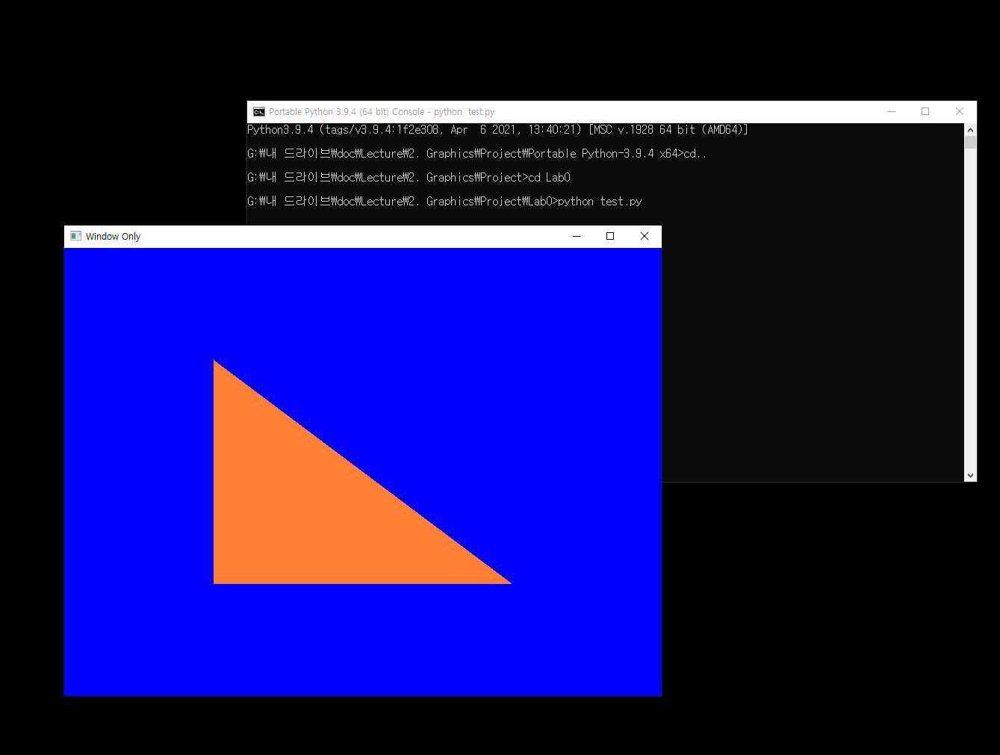 Portable Python 3.9.4 (64 bit) Console - python  test.py
Python3.9.4 (tags/v3.9.4:1f2e308, Apr  6 2021, 13:40:21) [MSC v.1928 64 bit (AMD64)]
G:₩내 드라이브₩doc₩Lecture₩2. Graphics₩Project₩Portable Python-3.9.4 x64>cd..
G:₩내 드라이브₩doc₩Lecture₩2. Graphics₩Project>cd Lab0
G:₩내 드라이브₩doc₩Lecture₩2. Graphics₩Project₩Lab0>python test.py
Window Only